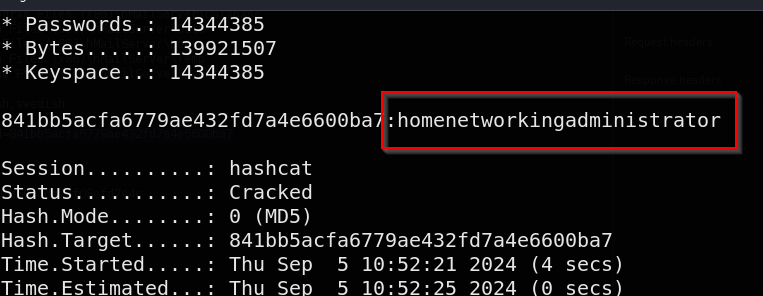 * Passwords.: 14344385
* Bytes.....: 139921507
* Keyspace..: 14344385
841bb5acfa6779ae432fd7a4e6600ba7:homenetworkingadministrator
Session..........: hashcat
Status...........: Cracked
Hash.Mode........: 0 (MD5)
Hash.Target......: 841bb5acfa6779ae432fd7a4e6600ba7
Time.Started.....: Thu Sep  5 10:52:21 2024 (4 secs)
Time.Estimated...: Thu Sep  5 10:52:25 2024 (0 secs)